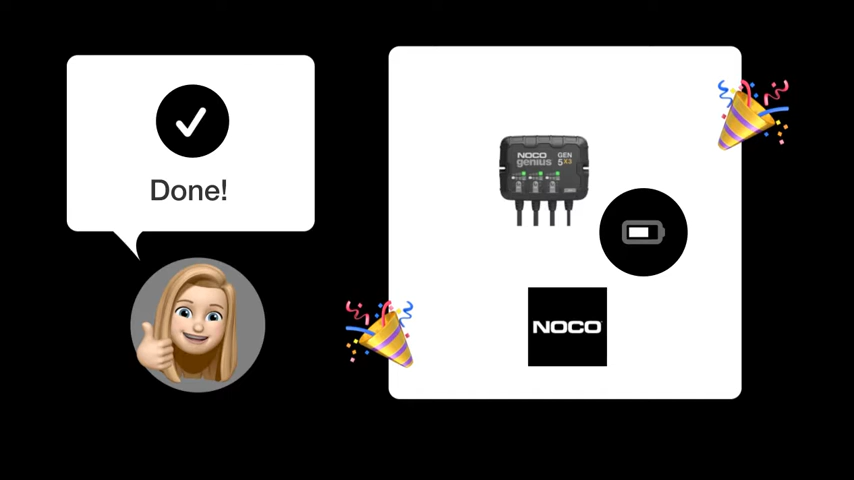 Done!
NOCO
genius
GEN
5X3
NOCO